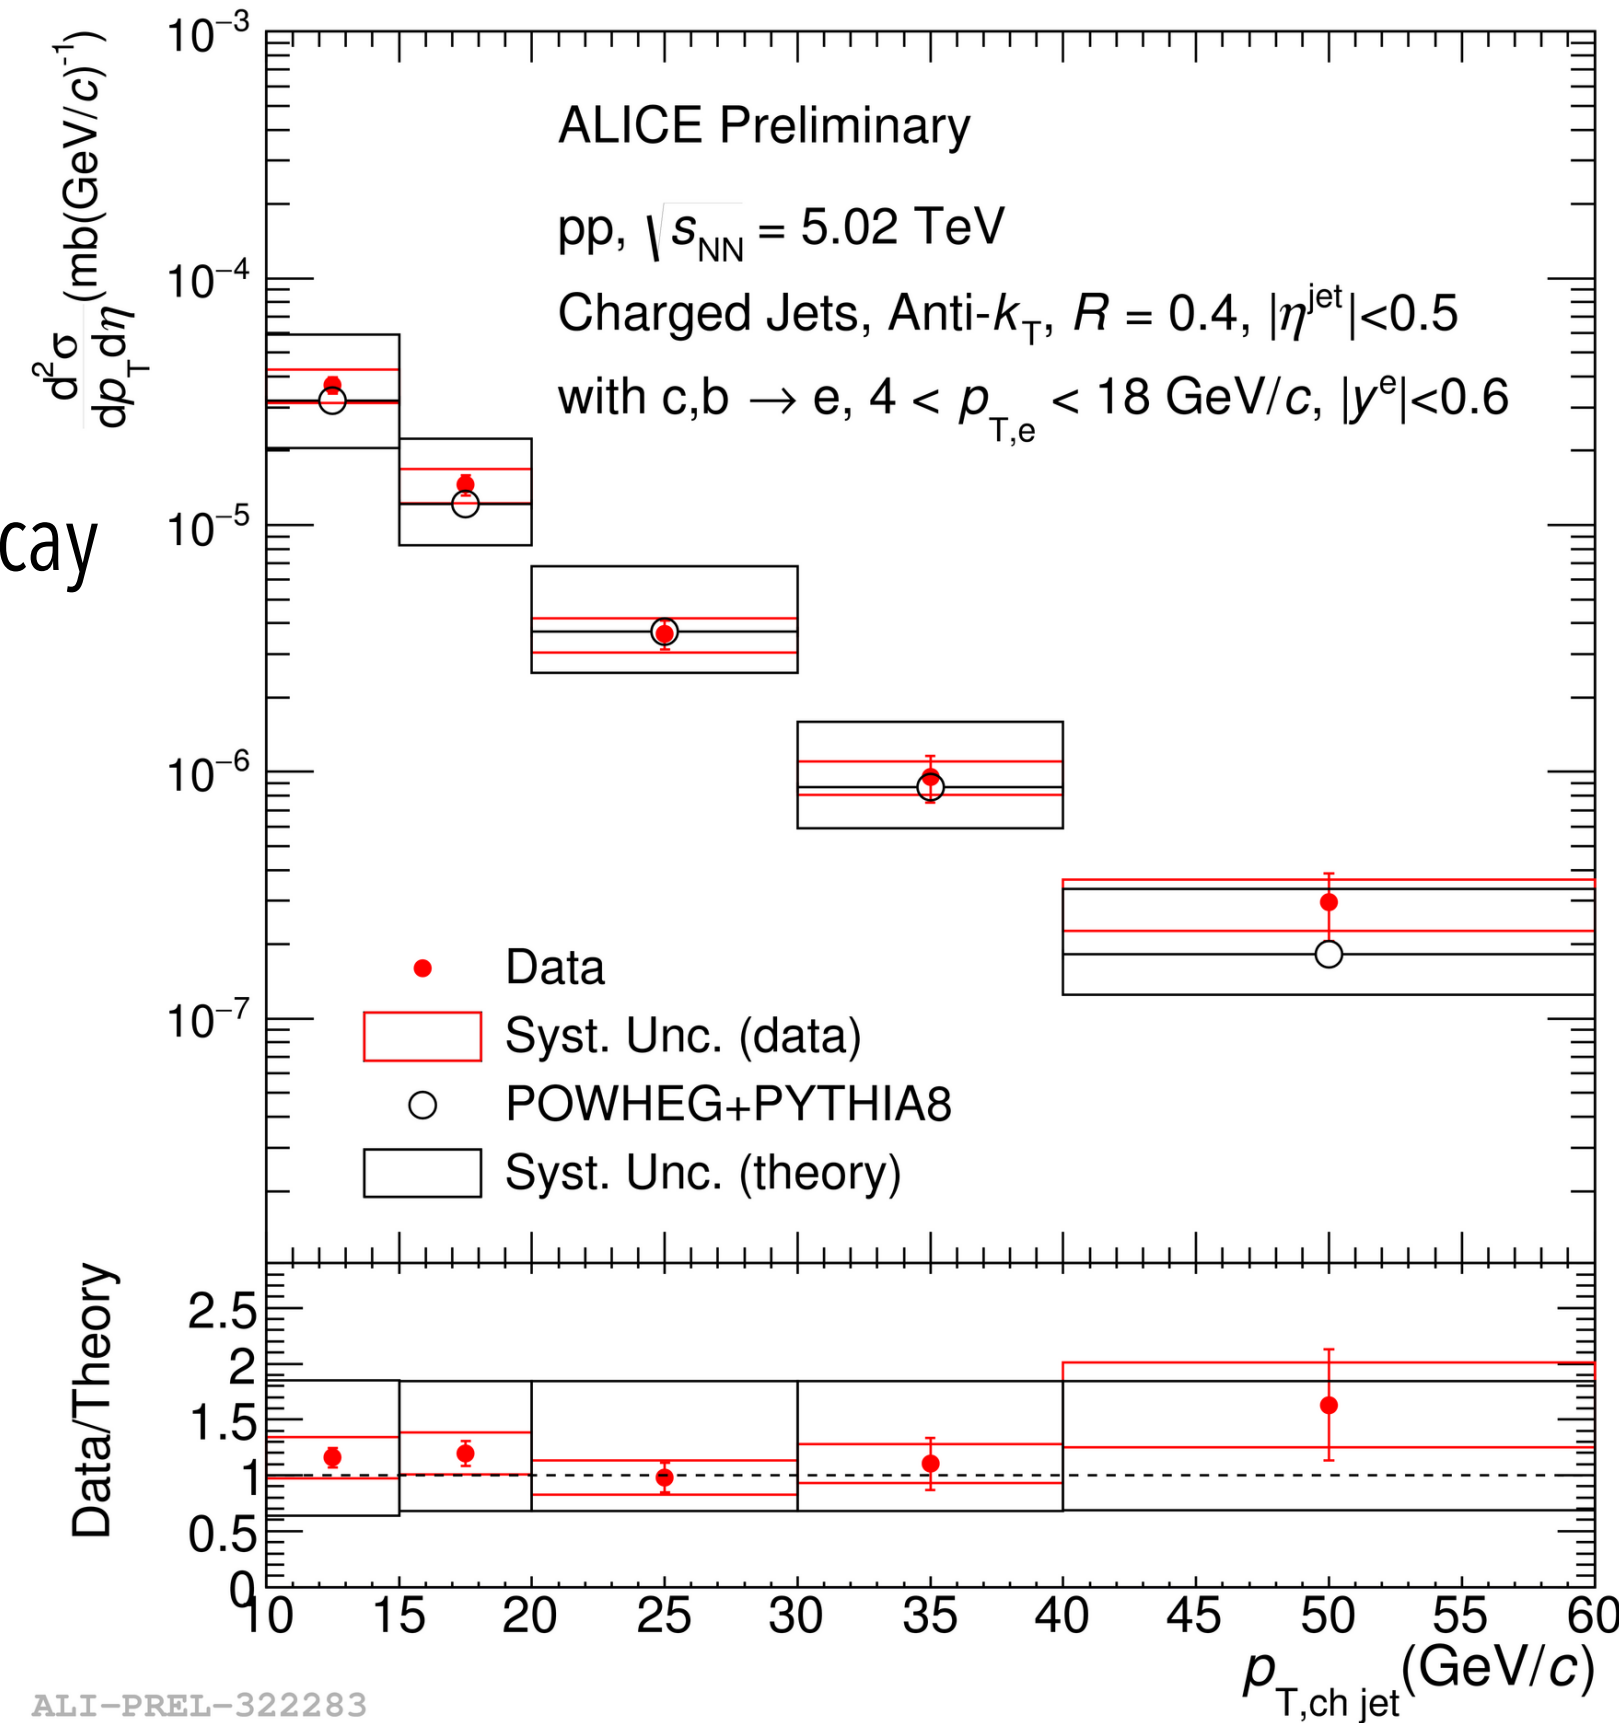 10⁻³
d²σ/dp_T dη (mb(GeV/c)⁻¹)
ALICE Preliminary
pp, √s_NN = 5.02 TeV
10⁻⁴
Charged Jets, Anti-k_T, R = 0.4, |η^jet|<0.5
with c,b → e, 4 < p_T,e < 18 GeV/c, |y^e|<0.6
10⁻⁵
cay
10⁻⁶
Data
10⁻⁷
Syst. Unc. (data)
POWHEG+PYTHIA8
Syst. Unc. (theory)
Data/Theory
2.5
2
1.5
1
0.5
0
10 15 20 25 30 35 40 45 50 55 60
p_T,ch jet (GeV/c)
ALI-PREL-322283